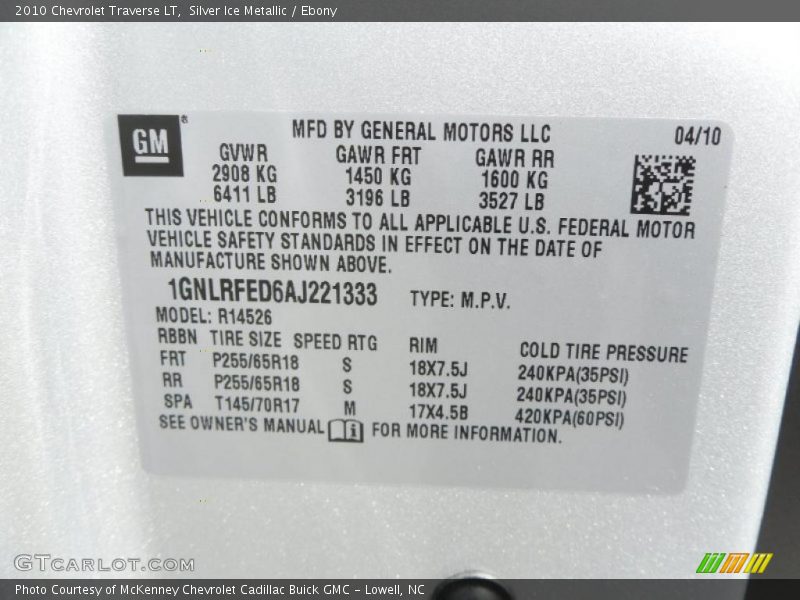 2010 Chevrolet Traverse LT, Silver Ice Metallic / Ebony
GM®
MFD BY GENERAL MOTORS LLC 04/10
GVWR GAWR FRT GAWR RR
2908 KG 1450 KG 1600 KG
6411 LB 3196 LB 3527 LB
THIS VEHICLE CONFORMS TO ALL APPLICABLE U.S. FEDERAL MOTOR
VEHICLE SAFETY STANDARDS IN EFFECT ON THE DATE OF
MANUFACTURE SHOWN ABOVE.
1GNLRFED6AJ221333 TYPE: M.P.V.
MODEL: R14526
RBBN TIRE SIZE SPEED RTG RIM COLD TIRE PRESSURE
FRT P255/65R18 S 18X7.5J 240KPA(35PSI)
RR P255/65R18 S 18X7.5J 240KPA(35PSI)
SPA T145/70R17 M 17X4.5B 420KPA(60PSI)
SEE OWNER'S MANUAL FOR MORE INFORMATION.
GTCARLOT.COM
Photo Courtesy of McKenney Chevrolet Cadillac Buick GMC - Lowell, NC